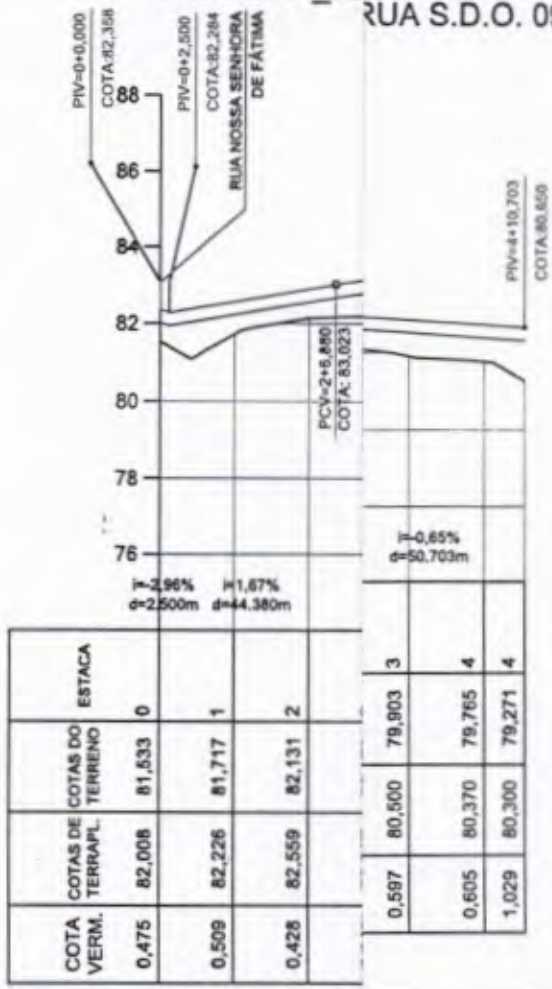 RUA S.D.O.
PIV=0+0,000
COTA:82,358
PIV=0+2,500
COTA:82,284
RUA NOSSA SENHORA
DE FÁTIMA
88
86
84
82
80
78
76
PCV=2+6,880
COTA: 83,023
PIV=4+10,703
COTA:80,650
i=-2,96%
d=2.500m
i=1,67%
d=44.380m
i=-0,65%
d=50.703m
ESTACA
0
1
2
3
4
4
COTAS DO
TERRENO
81,533
81,717
82,131
79,903
79,765
79,271
COTAS DE
TERRAPL.
82,008
82,226
82,559
80,500
80,370
80,300
COTA
VERM.
0,475
0,509
0,428
0,597
0,605
1,029